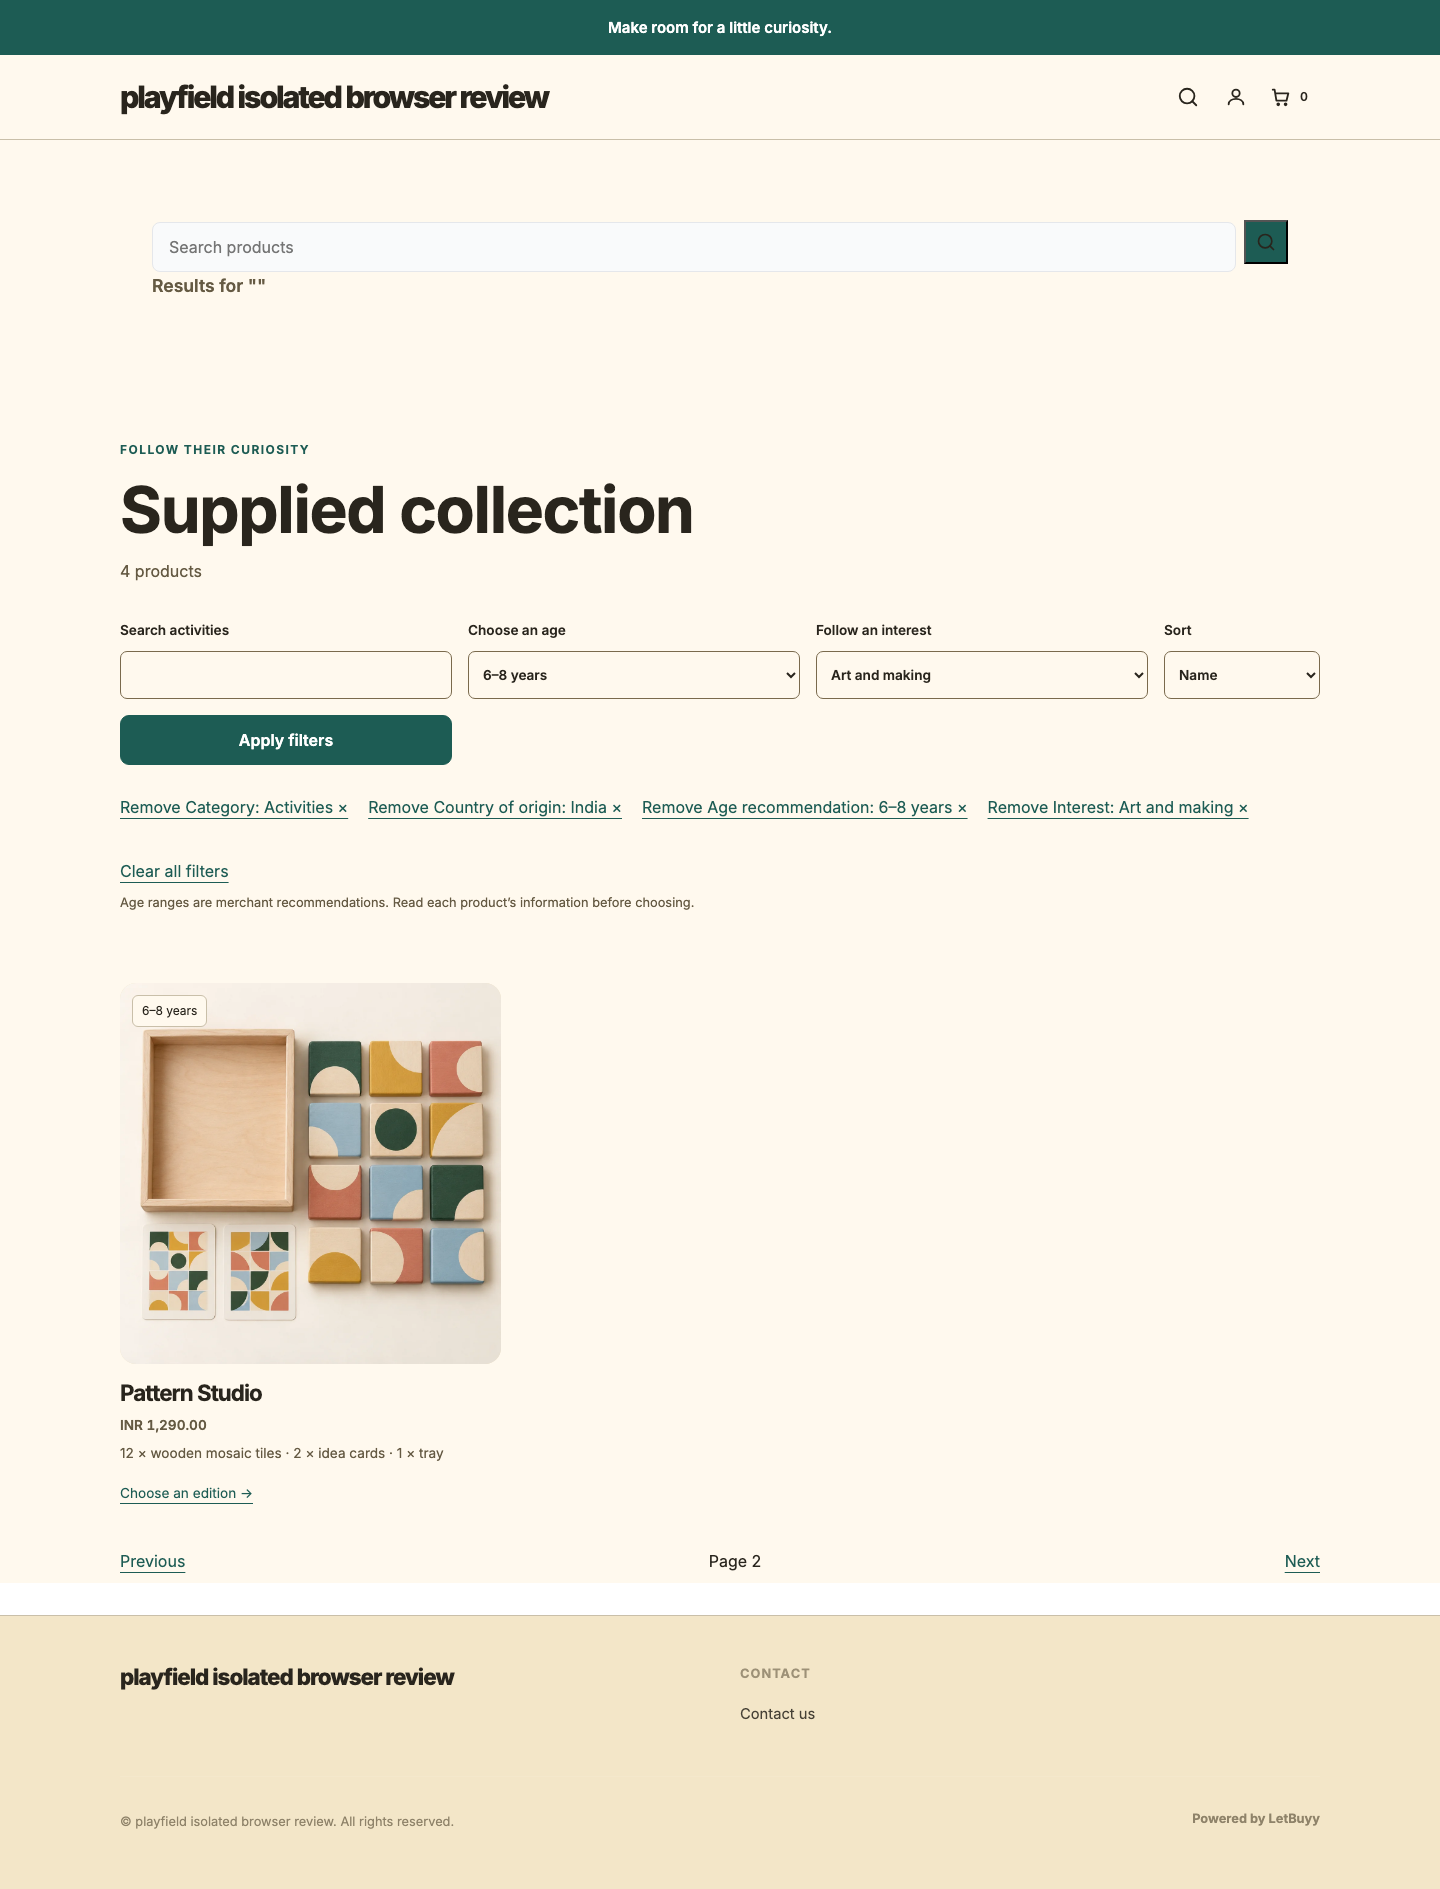 Make room for a little curiosity.
playfield isolated browser review
0
Search products
Results for ""
FOLLOW THEIR CURIOSITY
Supplied collection
4 products
Search activities
Choose an age
Follow an interest
Sort
6–8 years
Art and making
Name
Apply filters
Remove Category: Activities ×
Remove Country of origin: India ×
Remove Age recommendation: 6–8 years ×
Remove Interest: Art and making ×
Clear all filters
Age ranges are merchant recommendations. Read each product’s information before choosing.
6–8 years
Pattern Studio
INR 1,290.00
12 × wooden mosaic tiles · 2 × idea cards · 1 × tray
Choose an edition →
Previous
Page 2
Next
playfield isolated browser review
CONTACT
Contact us
© playfield isolated browser review. All rights reserved.
Powered by LetBuyy